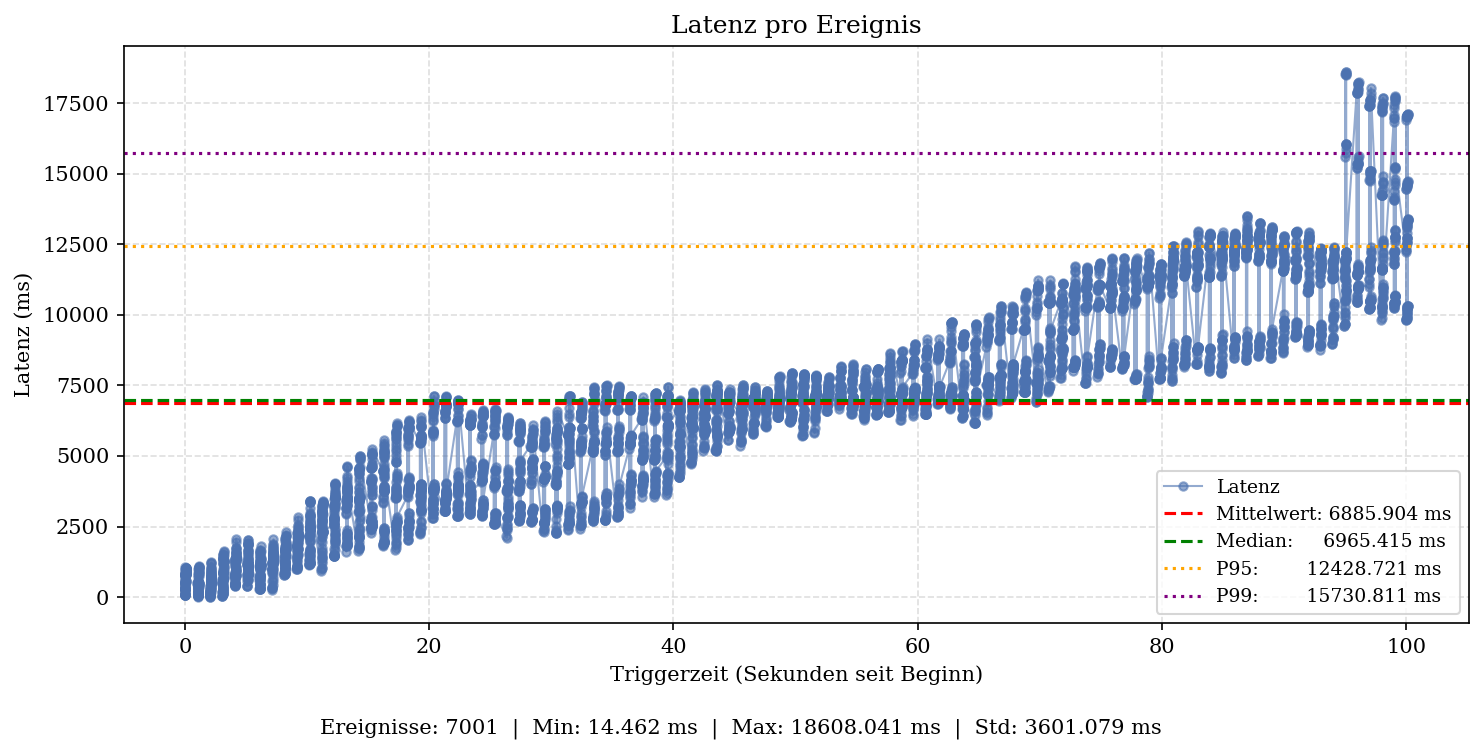 Latenz pro Ereignis
Latenz (ms)
17500
15000
12500
10000
7500
5000
2500
0
Latenz
Mittelwert: 6885.904 ms
Median: 6965.415 ms
P95: 12428.721 ms
P99: 15730.811 ms
0 20 40 60 80 100
Triggerzeit (Sekunden seit Beginn)
Ereignisse: 7001 | Min: 14.462 ms | Max: 18608.041 ms | Std: 3601.079 ms